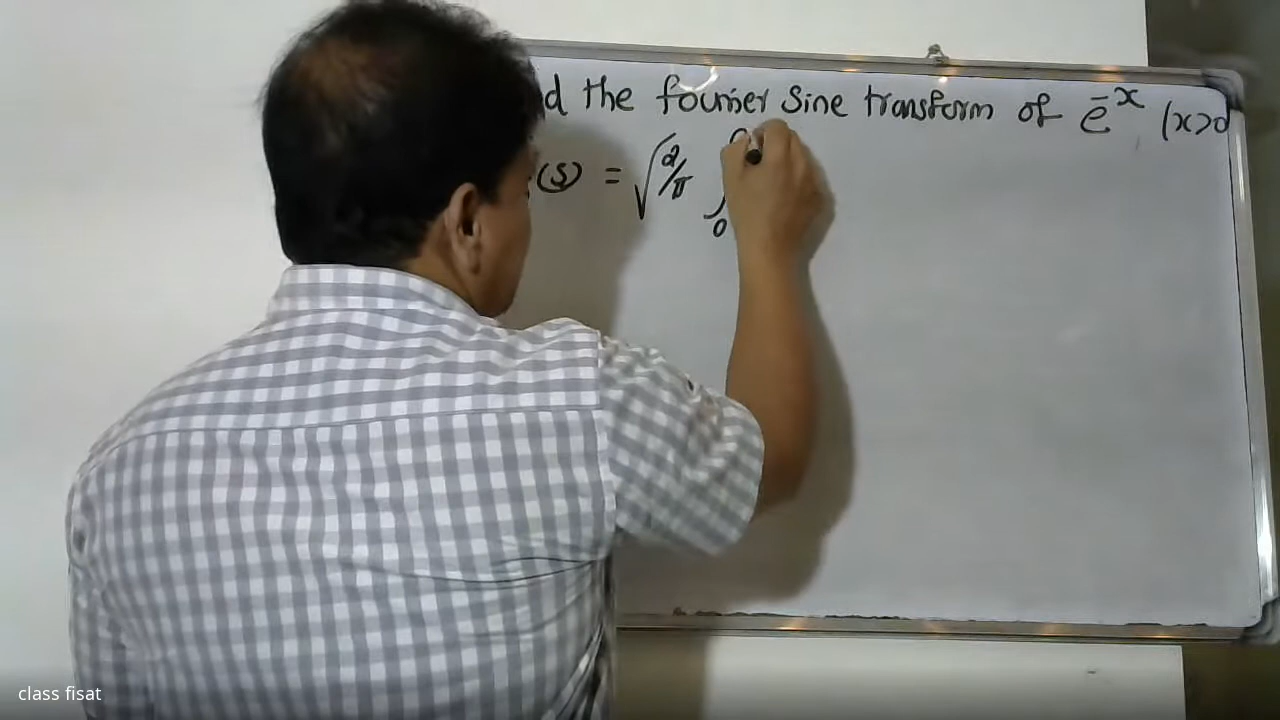 d the fourier sine transform of e^-x (x>0
(s) = √2/π ∫0
class fisat